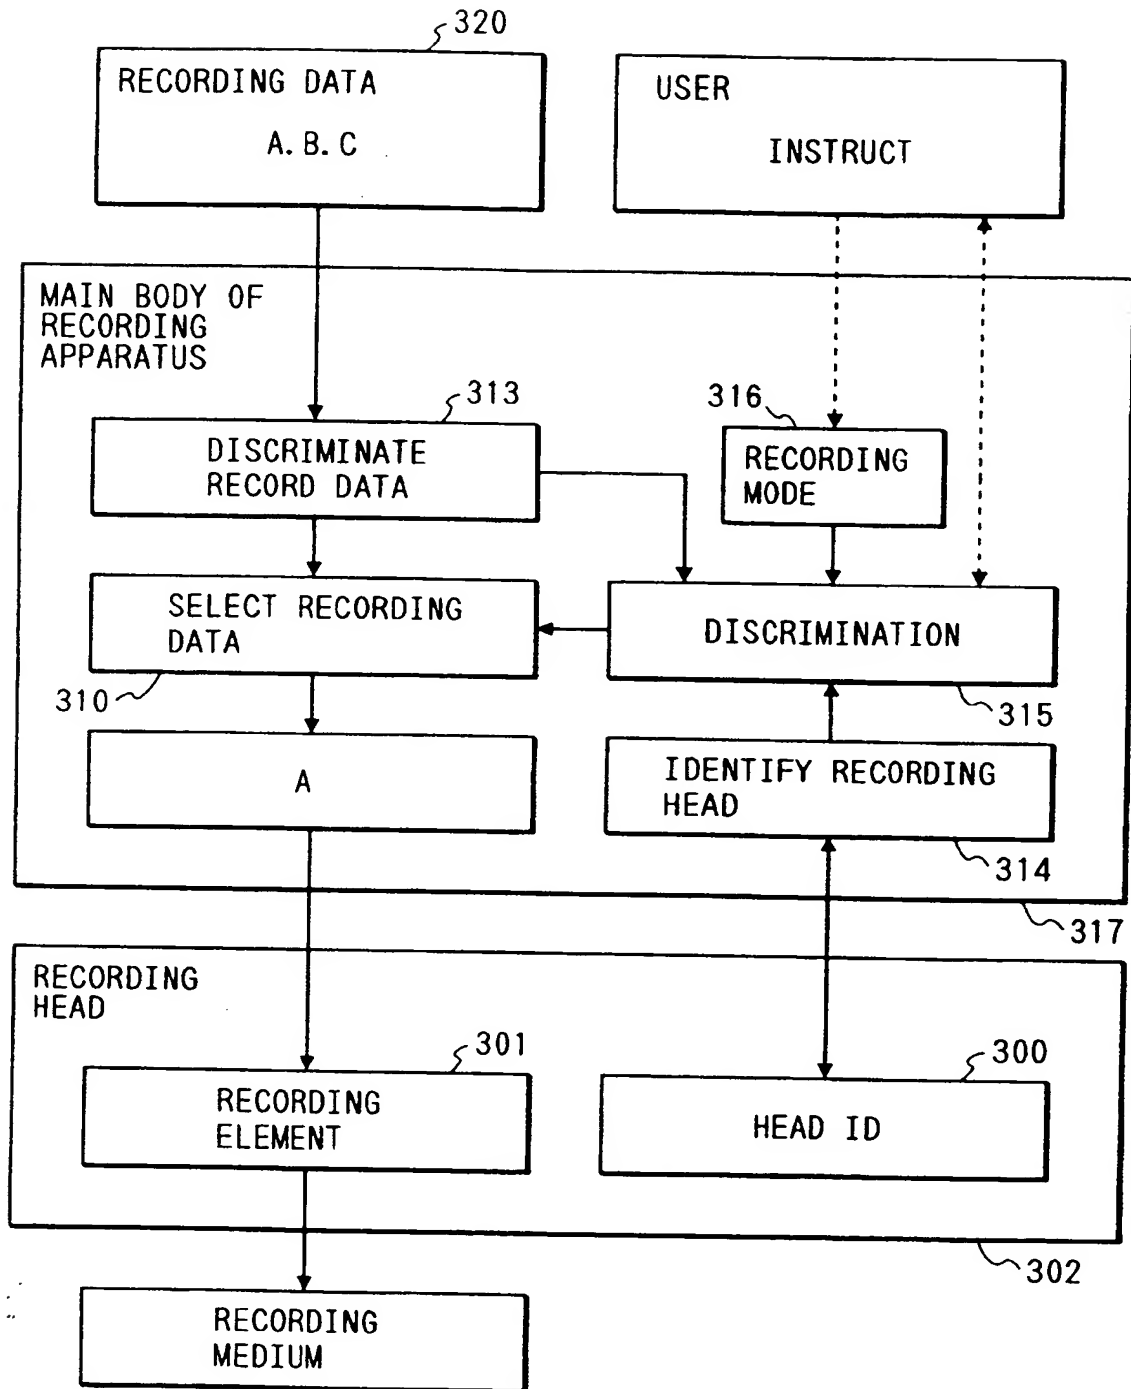 320
RECORDING DATA
A.B.C
USER
INSTRUCT
MAIN BODY OF
RECORDING
APPARATUS
313
DISCRIMINATE
RECORD DATA
316
RECORDING
MODE
SELECT RECORDING
DATA
310
DISCRIMINATION
315
A
IDENTIFY RECORDING
HEAD
314
317
RECORDING
HEAD
301
RECORDING
ELEMENT
300
HEAD ID
302
RECORDING
MEDIUM